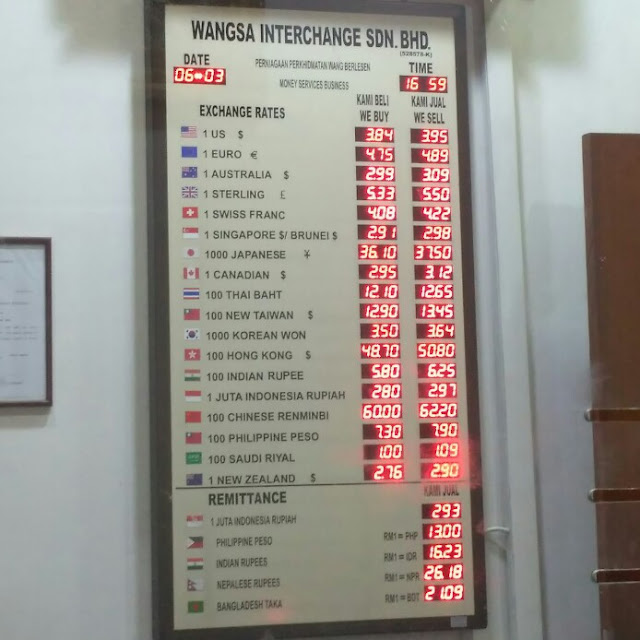 WANGSA INTERCHANGE SDN. BHD.
DATE PERNIAGAAN PERKHIDMATAN WANG BERLESEN TIME
06-03 MONEY SERVICES BUSINESS 16 59
KAMI BELI KAMI JUAL
EXCHANGE RATES WE BUY WE SELL
1 US $ 3.84 3.95
1 EURO € 4.75 4.89
1 AUSTRALIA $ 2.99 3.09
1 STERLING £ 5.33 5.50
1 SWISS FRANC 4.08 4.22
1 SINGAPORE $/ BRUNEI $ 2.91 2.98
1000 JAPANESE ¥ 36.10 37.50
1 CANADIAN $ 2.95 3.12
100 THAI BAHT 12.10 12.65
100 NEW TAIWAN $ 12.90 13.45
1000 KOREAN WON 3.50 3.64
100 HONG KONG $ 48.70 50.80
100 INDIAN RUPEE 5.80 6.25
1 JUTA INDONESIA RUPIAH 280 297
100 CHINESE RENMINBI 60.00 62.20
100 PHILIPPINE PESO 7.30 7.90
100 SAUDI RIYAL 1.00 1.09
1 NEW ZEALAND $ 2.76 2.90
REMITTANCE KAMI JUAL
1 JUTA INDONESIA RUPIAH 293
PHILIPPINE PESO RM1 = PHP 13.00
INDIAN RUPEES RM1 = IDR 16.23
NEPALESE RUPEES RM1 = NPR 26.18
BANGLADESH TAKA RM1 = BDT 21.09